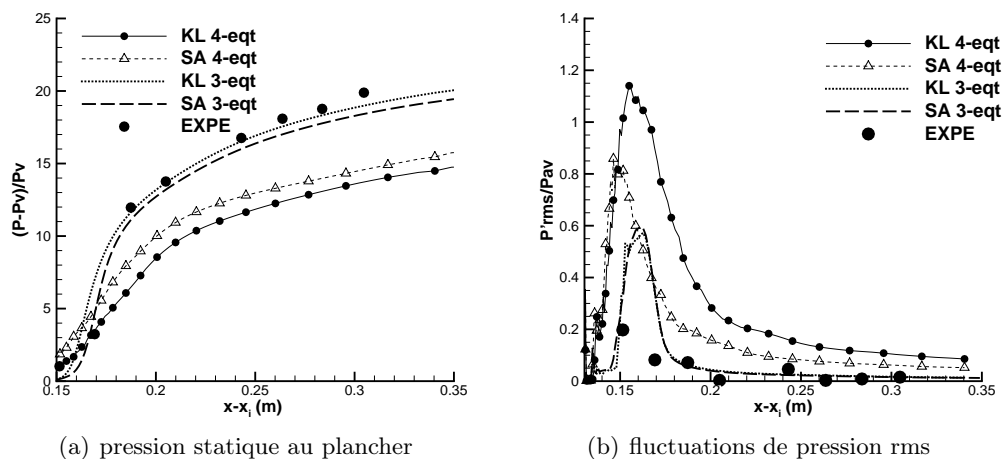 25
20
15
10
5
0
(P-Pv)/Pv
0.15
0.2
0.25
0.3
0.35
x-x i (m)
KL 4-eqt
SA 4-eqt
KL 3-eqt
SA 3-eqt
EXPE
(a) pression statique au plancher
1.4
1.2
1
0.8
0.6
0.4
0.2
0
P'rms/Pav
0.15
0.2
0.25
0.3
0.35
x-x i (m)
KL 4-eqt
SA 4-eqt
KL 3-eqt
SA 3-eqt
EXPE
(b) fluctuations de pression rms